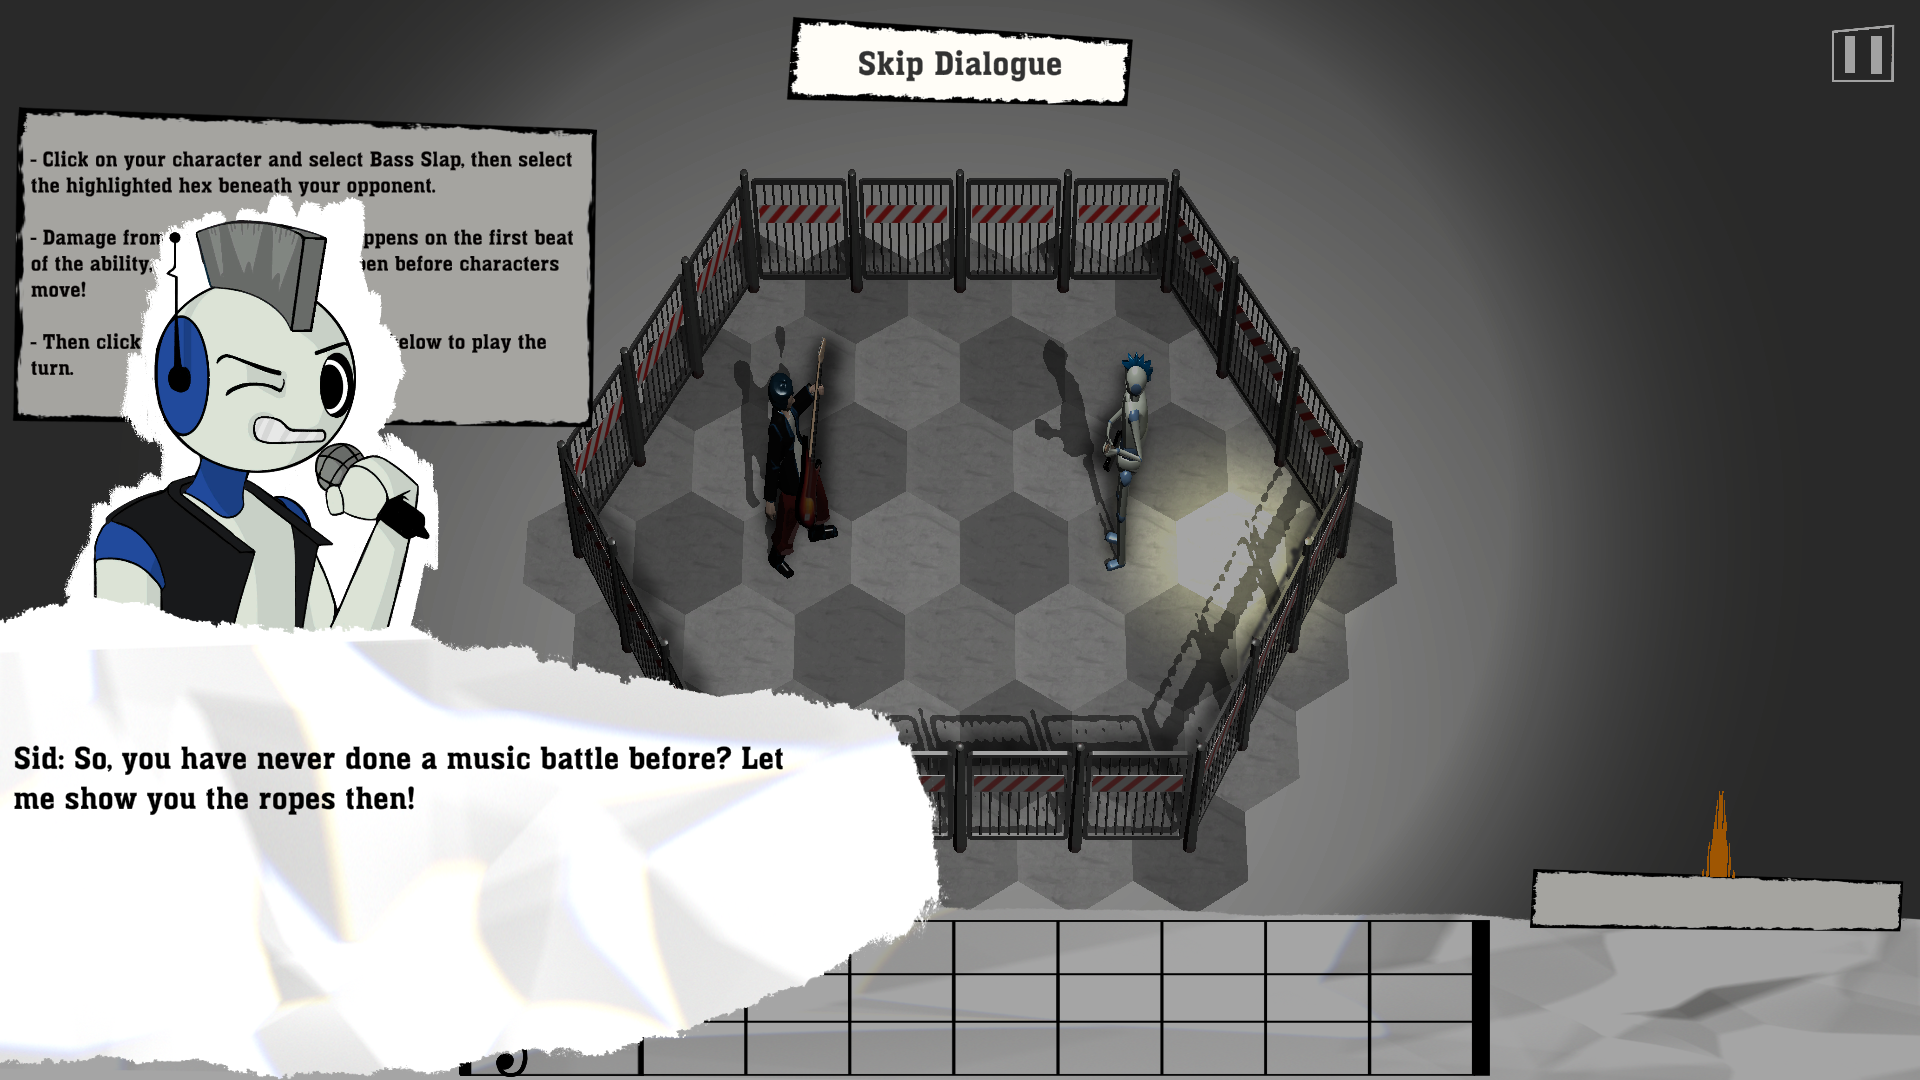 Skip Dialogue
- Click on your character and select Bass Slap, then select
the highlighted hex beneath your opponent.
- Damage ppens on the first beat
of the ability, before characters
move!
- Then click elow to play the
turn.
Sid: So, you have never done a music battle before? Let
me show you the ropes then!